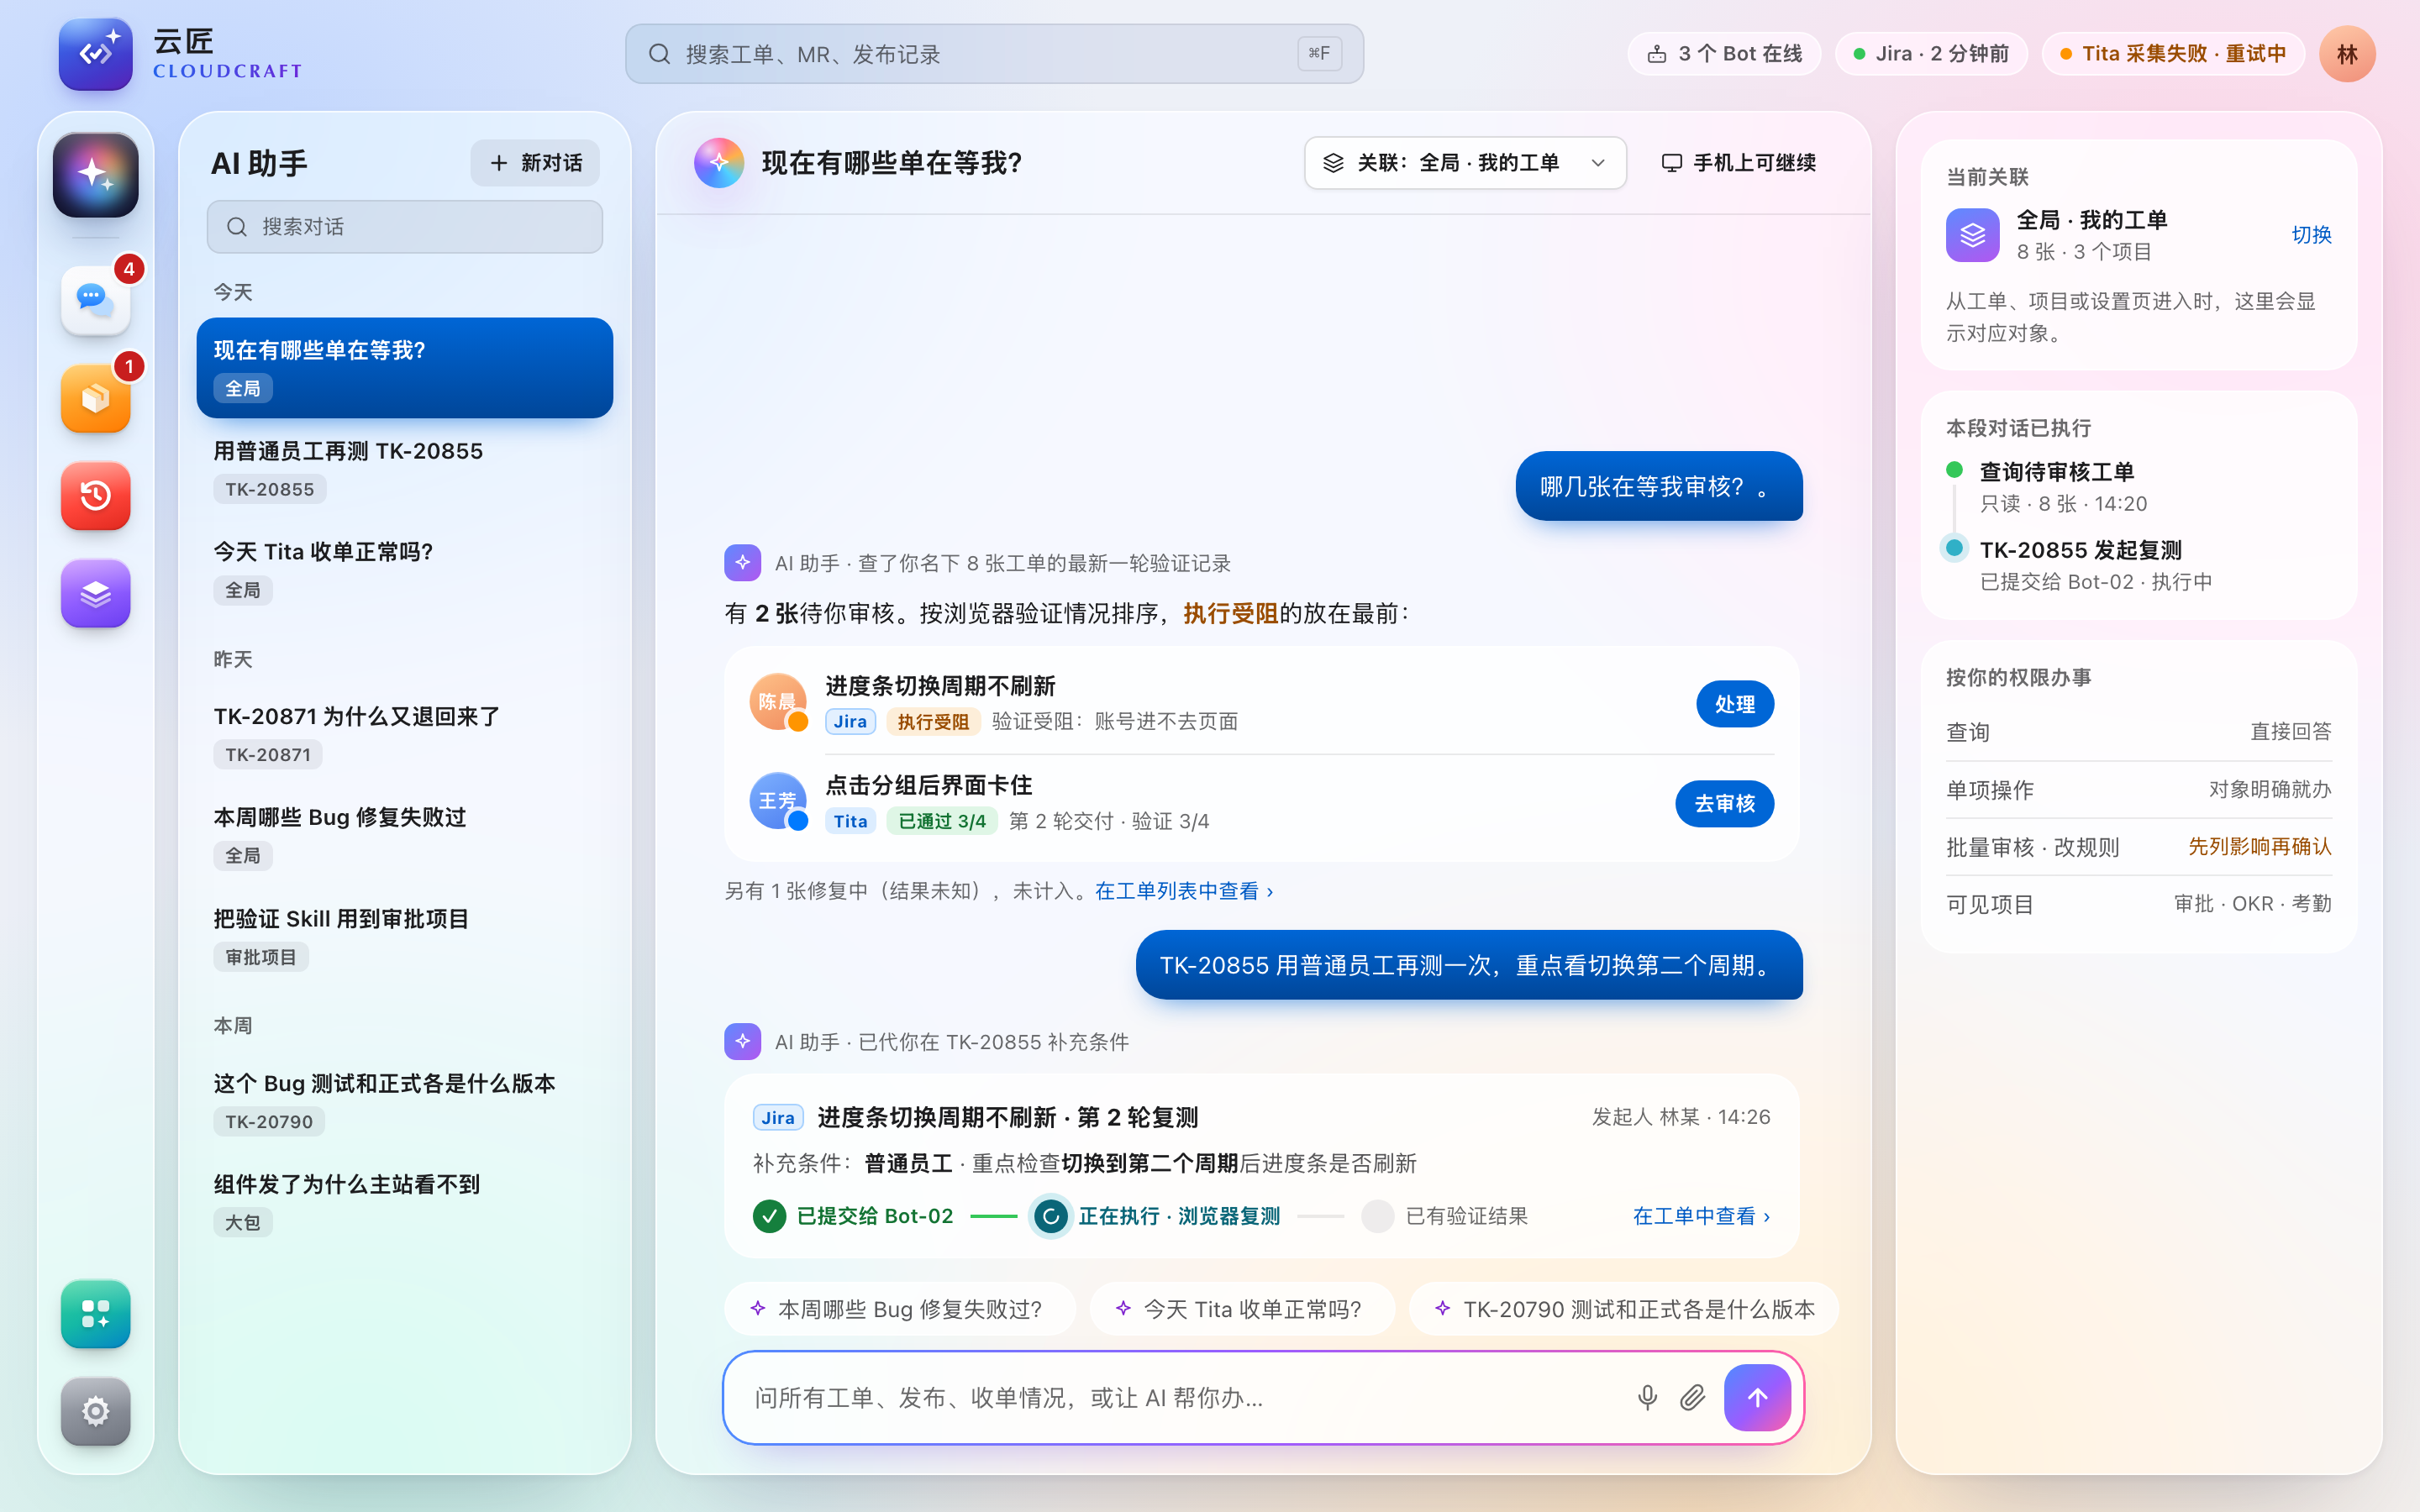 云匠
CLOUDCRAFT
搜索工单、MR、发布记录
⌘F
3 个 Bot 在线
Jira · 2 分钟前
Tita 采集失败 · 重试中
林
4
1
AI 助手
新对话
搜索对话
今天
现在有哪些单在等我?
全局
用普通员工再测 TK-20855
TK-20855
今天 Tita 收单正常吗?
全局
昨天
TK-20871 为什么又退回来了
TK-20871
本周哪些 Bug 修复失败过
全局
把验证 Skill 用到审批项目
审批项目
本周
这个 Bug 测试和正式各是什么版本
TK-20790
组件发了为什么主站看不到
大包
现在有哪些单在等我?
关联：全局 · 我的工单
手机上可继续
哪几张在等我审核？。
AI 助手 · 查了你名下 8 张工单的最新一轮验证记录
有 2 张待你审核。按浏览器验证情况排序，执行受阻的放在最前：
陈晨
进度条切换周期不刷新
Jira 执行受阻 验证受阻：账号进不去页面
处理
王芳
点击分组后界面卡住
Tita 已通过 3/4 第 2 轮交付 · 验证 3/4
去审核
另有 1 张修复中（结果未知），未计入。在工单列表中查看 ›
TK-20855 用普通员工再测一次，重点看切换第二个周期。
AI 助手 · 已代你在 TK-20855 补充条件
Jira 进度条切换周期不刷新 · 第 2 轮复测
发起人 林某 · 14:26
补充条件：普通员工 · 重点检查切换到第二个周期后进度条是否刷新
已提交给 Bot-02
正在执行 · 浏览器复测
已有验证结果
在工单中查看 ›
本周哪些 Bug 修复失败过?
今天 Tita 收单正常吗?
TK-20790 测试和正式各是什么版本
问所有工单、发布、收单情况，或让 AI 帮你办...
当前关联
全局 · 我的工单
8 张 · 3 个项目
切换
从工单、项目或设置页进入时，这里会显
示对应对象。
本段对话已执行
查询待审核工单
只读 · 8 张 · 14:20
TK-20855 发起复测
已提交给 Bot-02 · 执行中
按你的权限办事
查询 直接回答
单项操作 对象明确就办
批量审核 · 改规则 先列影响再确认
可见项目 审批 · OKR · 考勤